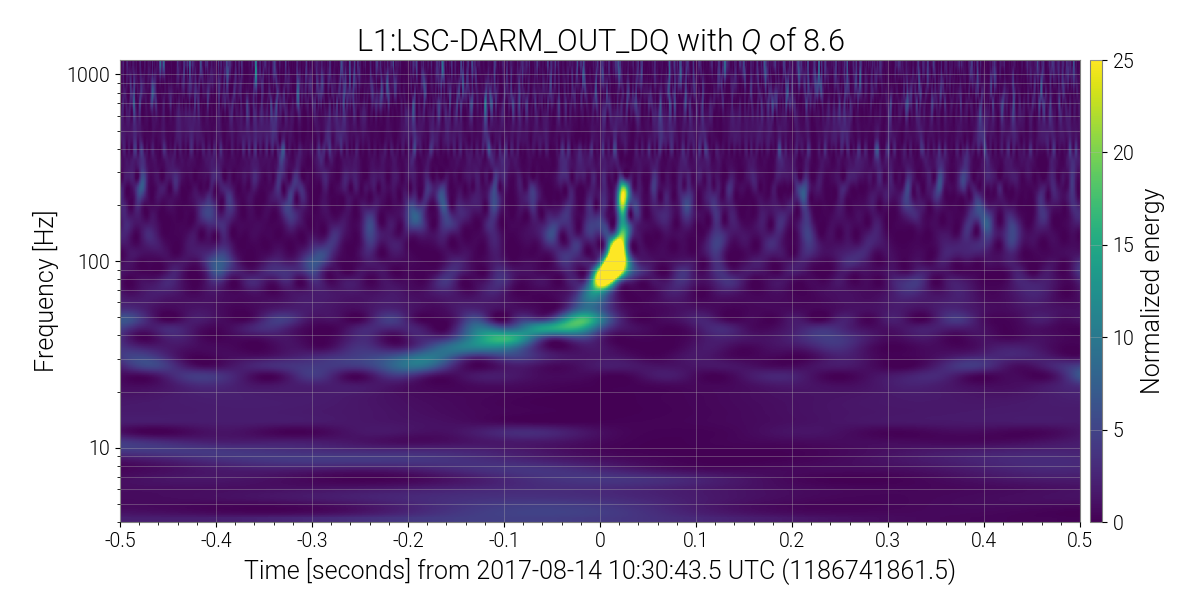 L1:LSC-DARM_OUT_DQ with Q of 8.6
1000
100
10
Frequency [Hz]
-0.5 -0.4 -0.3 -0.2 -0.1 0 0.1 0.2 0.3 0.4 0.5
Time [seconds] from 2017-08-14 10:30:43.5 UTC (1186741861.5)
25
20
15
10
5
0
Normalized energy